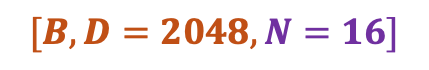 [B, D = 2048, N = 16]